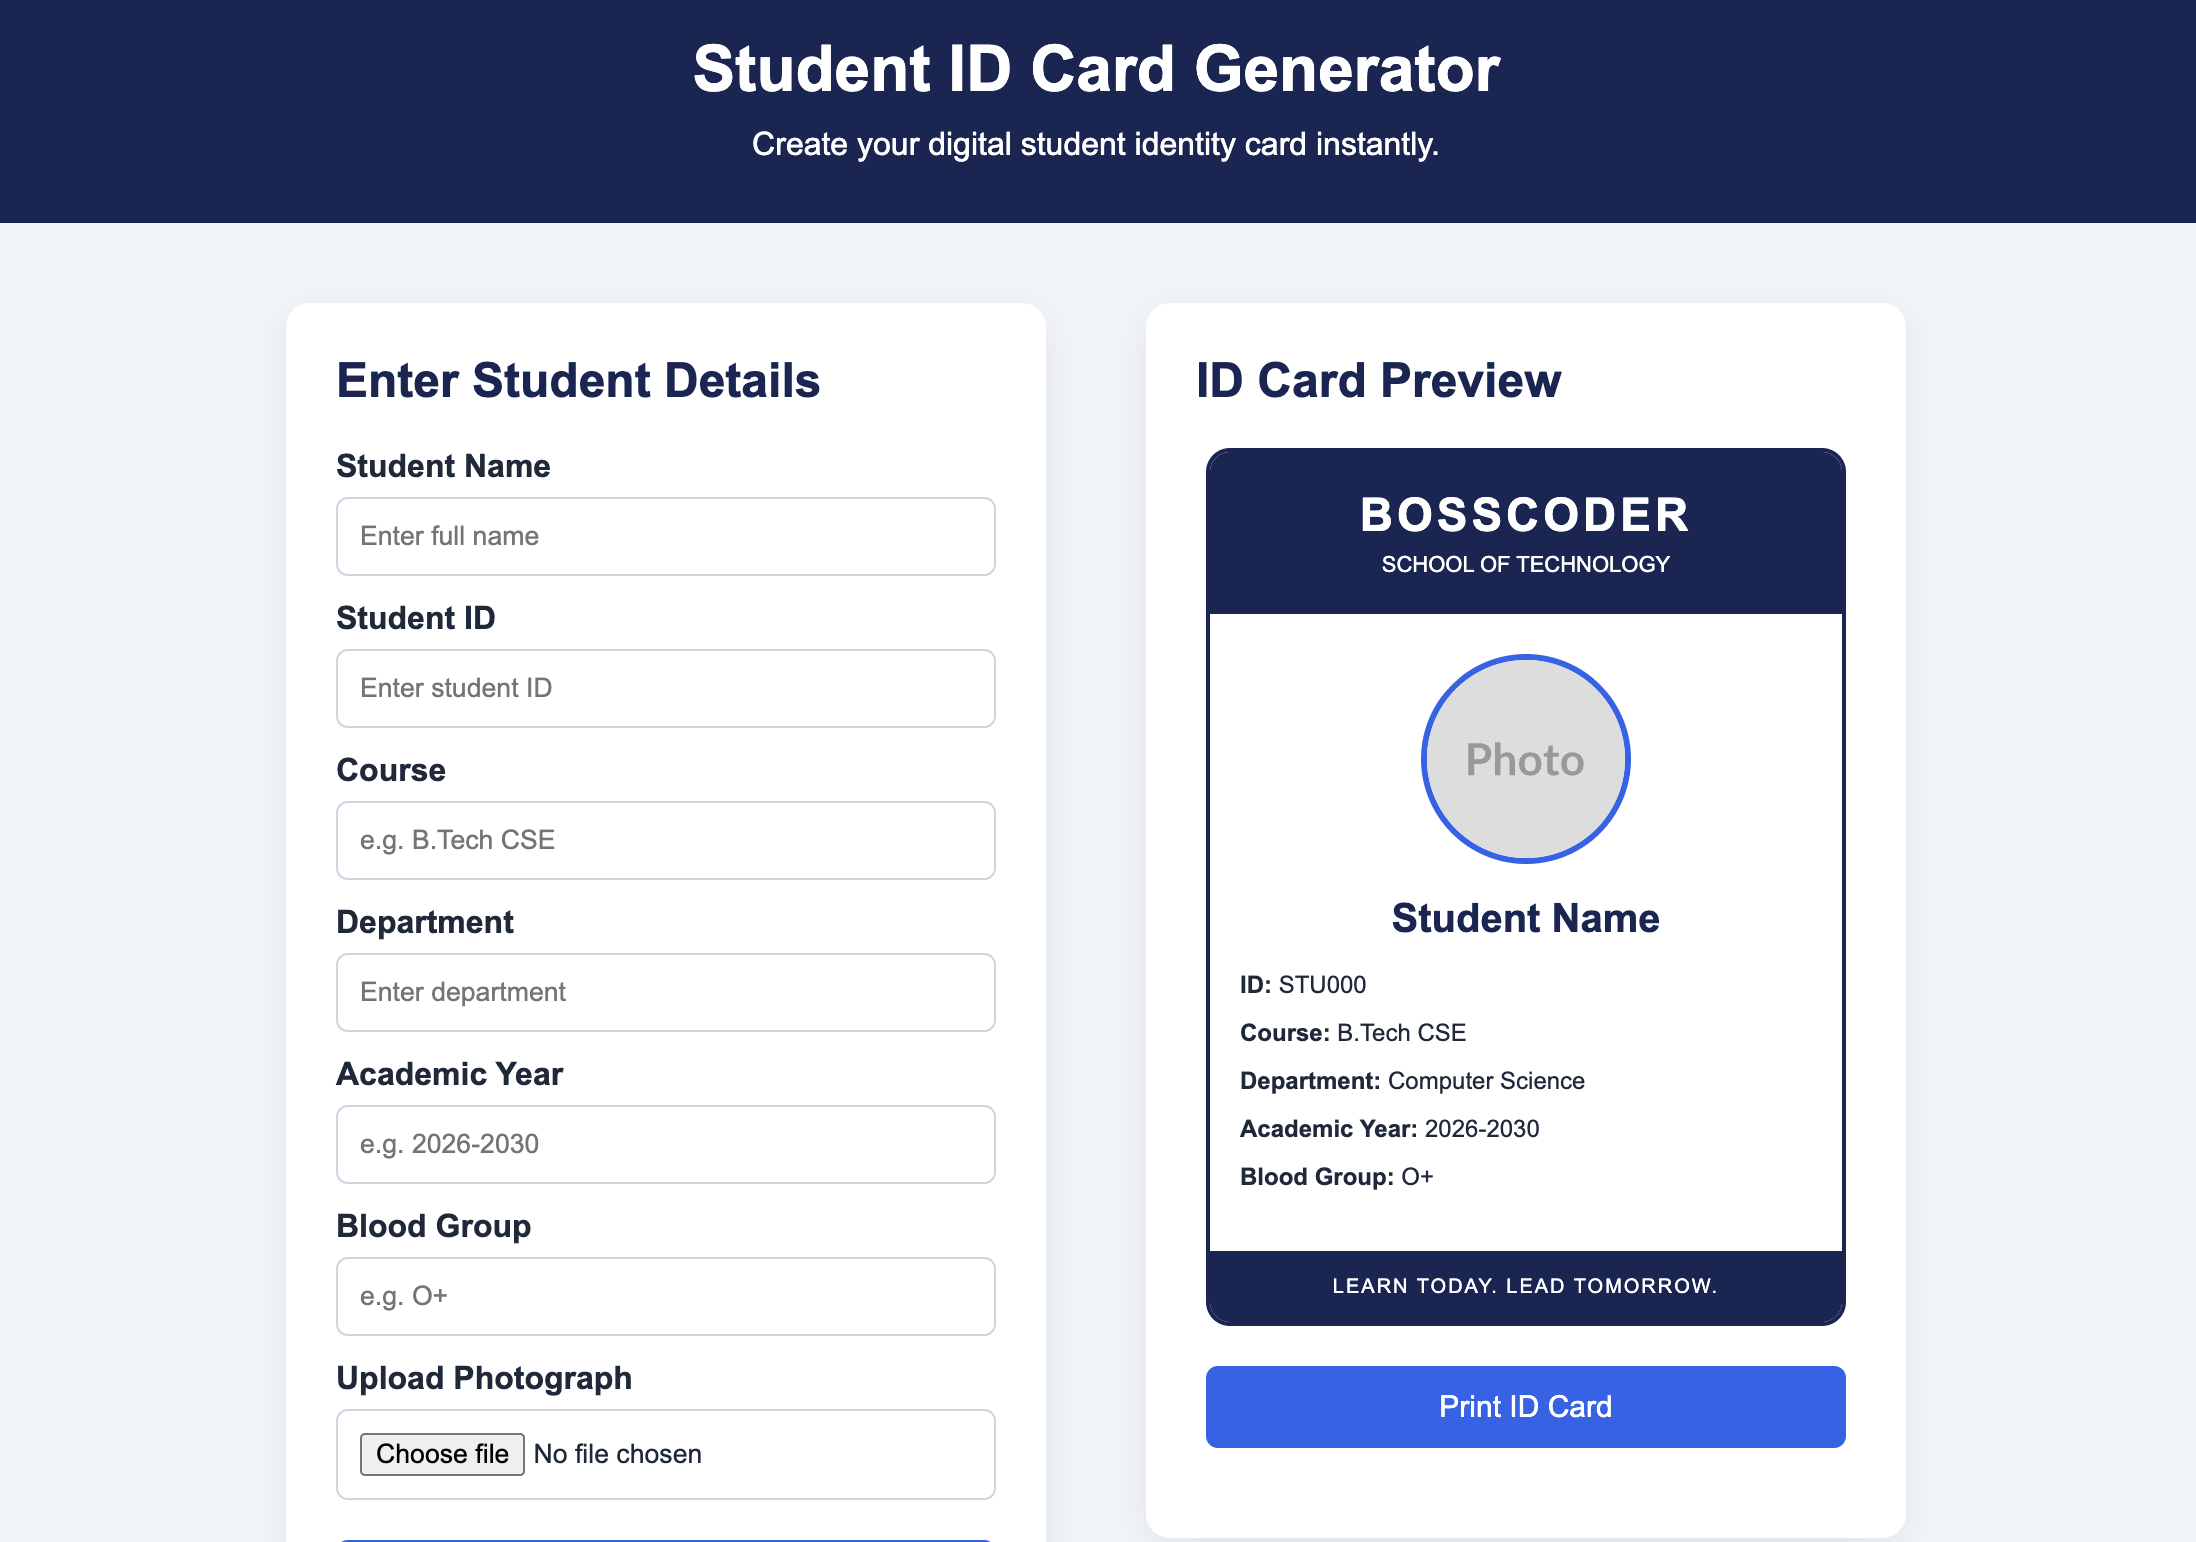 Student ID Card Generator
Create your digital student identity card instantly.
Enter Student Details
Student Name
Enter full name
Student ID
Enter student ID
Course
e.g. B.Tech CSE
Department
Enter department
Academic Year
e.g. 2026-2030
Blood Group
e.g. O+
Upload Photograph
Choose file No file chosen
ID Card Preview
BOSSCODER
SCHOOL OF TECHNOLOGY
Photo
Student Name
ID: STU000
Course: B.Tech CSE
Department: Computer Science
Academic Year: 2026-2030
Blood Group: O+
LEARN TODAY. LEAD TOMORROW.
Print ID Card